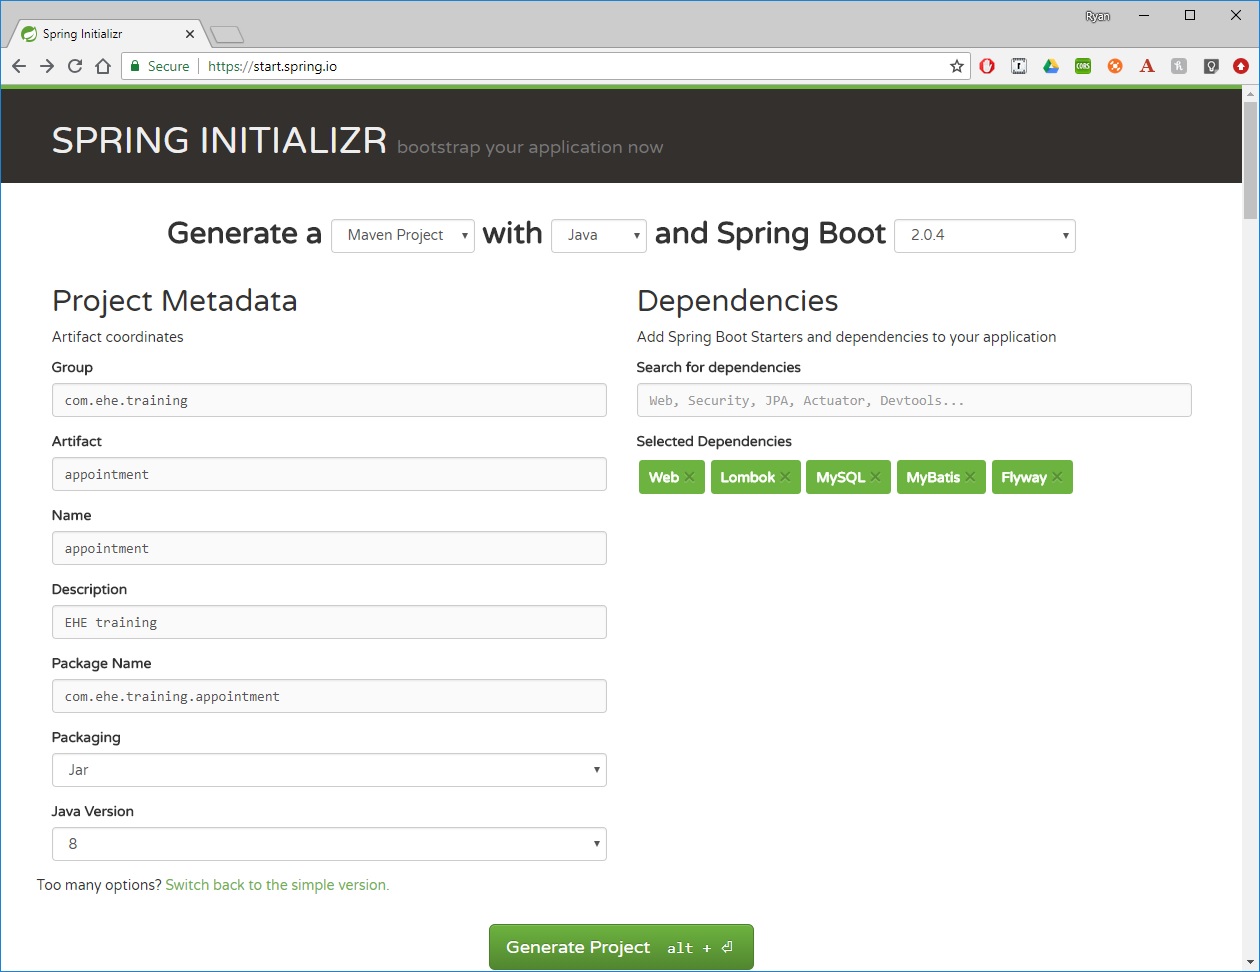 Spring Initializr
Ryan
Secure
https://start.spring.io
CORS
SPRING INITIALIZR bootstrap your application now
Generate a Maven Project with Java and Spring Boot 2.0.4
Project Metadata
Artifact coordinates
Group
com.ehe.training
Artifact
appointment
Name
appointment
Description
EHE training
Package Name
com.ehe.training.appointment
Packaging
Jar
Java Version
8
Too many options? Switch back to the simple version.
Dependencies
Add Spring Boot Starters and dependencies to your application
Search for dependencies
Web, Security, JPA, Actuator, Devtools...
Selected Dependencies
Web Lombok MySQL MyBatis Flyway
Generate Project alt + ⏎